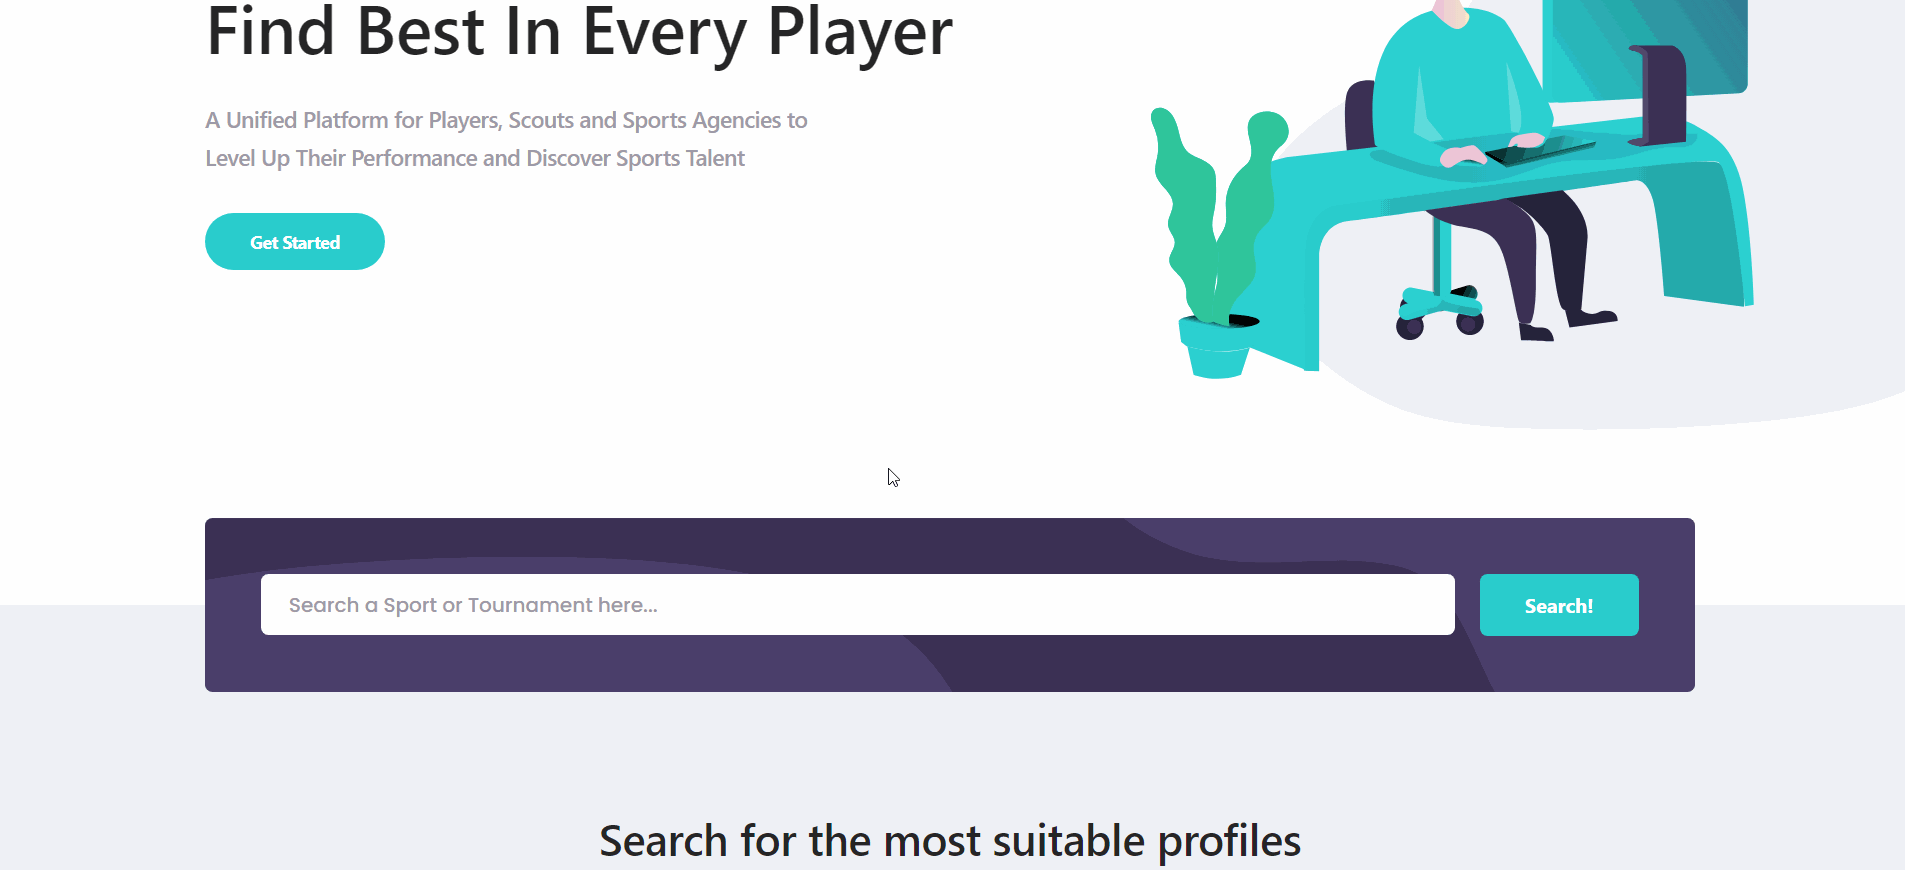 Find Best In Every Player
A Unified Platform for Players, Scouts and Sports Agencies to
Level Up Their Performance and Discover Sports Talent
Get Started
Search a Sport or Tournament here...
Search!
Search for the most suitable profiles